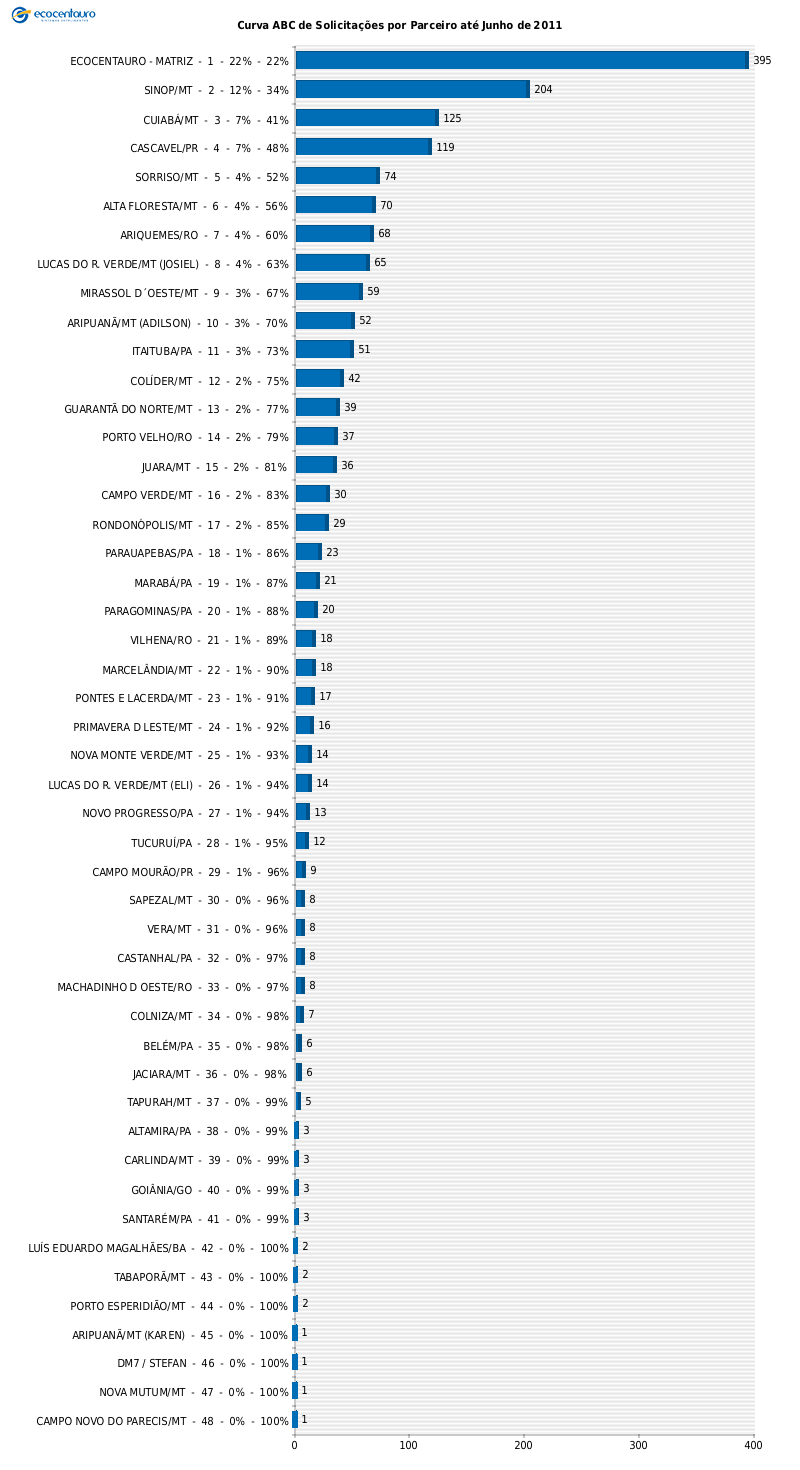 ecocentauro
Curva ABC de Solicitações por Parceiro até Junho de 2011
ECOCENTAURO - MATRIZ - 1 - 22% - 22% 395
SINOP/MT - 2 - 12% - 34% 204
CUIABÁ/MT - 3 - 7% - 41% 125
CASCAVEL/PR - 4 - 7% - 48% 119
SORRISO/MT - 5 - 4% - 52% 74
ALTA FLORESTA/MT - 6 - 4% - 56% 70
ARIQUEMES/RO - 7 - 4% - 60% 68
LUCAS DO R. VERDE/MT (JOSIEL) - 8 - 4% - 63% 65
MIRASSOL D´OESTE/MT - 9 - 3% - 67% 59
ARIPUANÃ/MT (ADILSON) - 10 - 3% - 70% 52
ITAITUBA/PA - 11 - 3% - 73% 51
COLÍDER/MT - 12 - 2% - 75% 42
GUARANTÃ DO NORTE/MT - 13 - 2% - 77% 39
PORTO VELHO/RO - 14 - 2% - 79% 37
JUARA/MT - 15 - 2% - 81% 36
CAMPO VERDE/MT - 16 - 2% - 83% 30
RONDONÓPOLIS/MT - 17 - 2% - 85% 29
PARAUAPEBAS/PA - 18 - 1% - 86% 23
MARABÁ/PA - 19 - 1% - 87% 21
PARAGOMINAS/PA - 20 - 1% - 88% 20
VILHENA/RO - 21 - 1% - 89% 18
MARCELÂNDIA/MT - 22 - 1% - 90% 18
PONTES E LACERDA/MT - 23 - 1% - 91% 17
PRIMAVERA D LESTE/MT - 24 - 1% - 92% 16
NOVA MONTE VERDE/MT - 25 - 1% - 93% 14
LUCAS DO R. VERDE/MT (ELI) - 26 - 1% - 94% 14
NOVO PROGRESSO/PA - 27 - 1% - 94% 13
TUCURUÍ/PA - 28 - 1% - 95% 12
CAMPO MOURÃO/PR - 29 - 1% - 96% 9
SAPEZAL/MT - 30 - 0% - 96% 8
VERA/MT - 31 - 0% - 96% 8
CASTANHAL/PA - 32 - 0% - 97% 8
MACHADINHO D OESTE/RO - 33 - 0% - 97% 8
COLNIZA/MT - 34 - 0% - 98% 7
BELÉM/PA - 35 - 0% - 98% 6
JACIARA/MT - 36 - 0% - 98% 6
TAPURAH/MT - 37 - 0% - 99% 5
ALTAMIRA/PA - 38 - 0% - 99% 3
CARLINDA/MT - 39 - 0% - 99% 3
GOIÂNIA/GO - 40 - 0% - 99% 3
SANTARÉM/PA - 41 - 0% - 99% 3
LUÍS EDUARDO MAGALHÃES/BA - 42 - 0% - 100% 2
TABAPORÃ/MT - 43 - 0% - 100% 2
PORTO ESPERIDIÃO/MT - 44 - 0% - 100% 2
ARIPUANÃ/MT (KAREN) - 45 - 0% - 100% 1
DM7 / STEFAN - 46 - 0% - 100% 1
NOVA MUTUM/MT - 47 - 0% - 100% 1
CAMPO NOVO DO PARECIS/MT - 48 - 0% - 100% 1
0 100 200 300 400